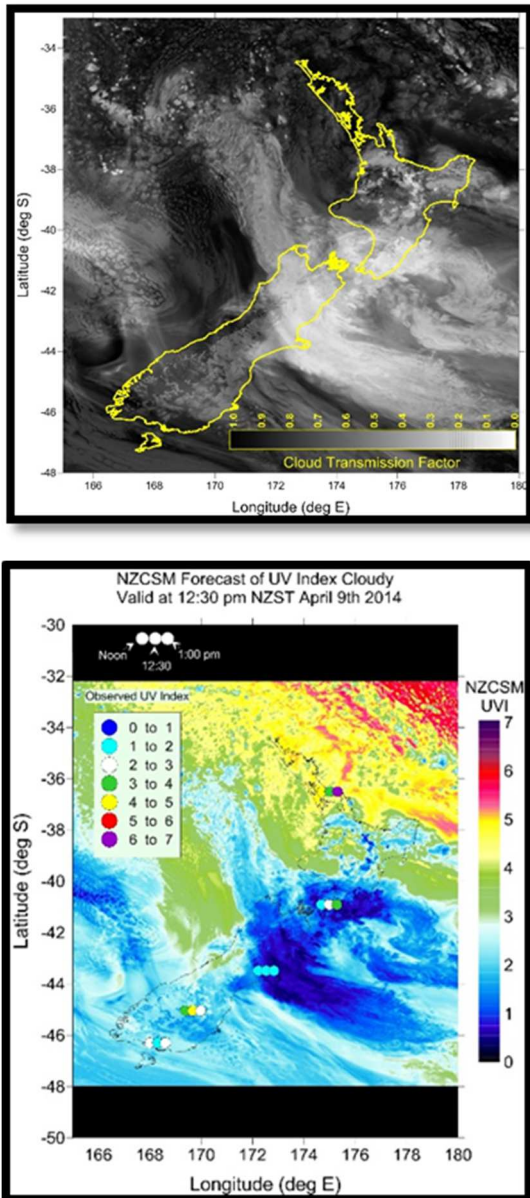 -34
-36
-38
-40
-42
-44
-46
-48
Latitude (deg S)
1.0 0.9 0.8 0.7 0.6 0.5 0.4 0.3 0.2 0.1 0.0
Cloud Transmission Factor
166 168 170 172 174 176 178 180
Longitude (deg E)
NZCSM Forecast of UV Index Cloudy
Valid at 12:30 pm NZST April 9th 2014
-30
-32
-34
-36
-38
-40
-42
-44
-46
-48
-50
Latitude (deg S)
Noon
12:30
1:00 pm
Observed UV Index
0 to 1
1 to 2
2 to 3
3 to 4
4 to 5
5 to 6
6 to 7
NZCSM
UVI
7
6
5
4
3
2
1
0
166 168 170 172 174 176 178 180
Longitude (deg E)